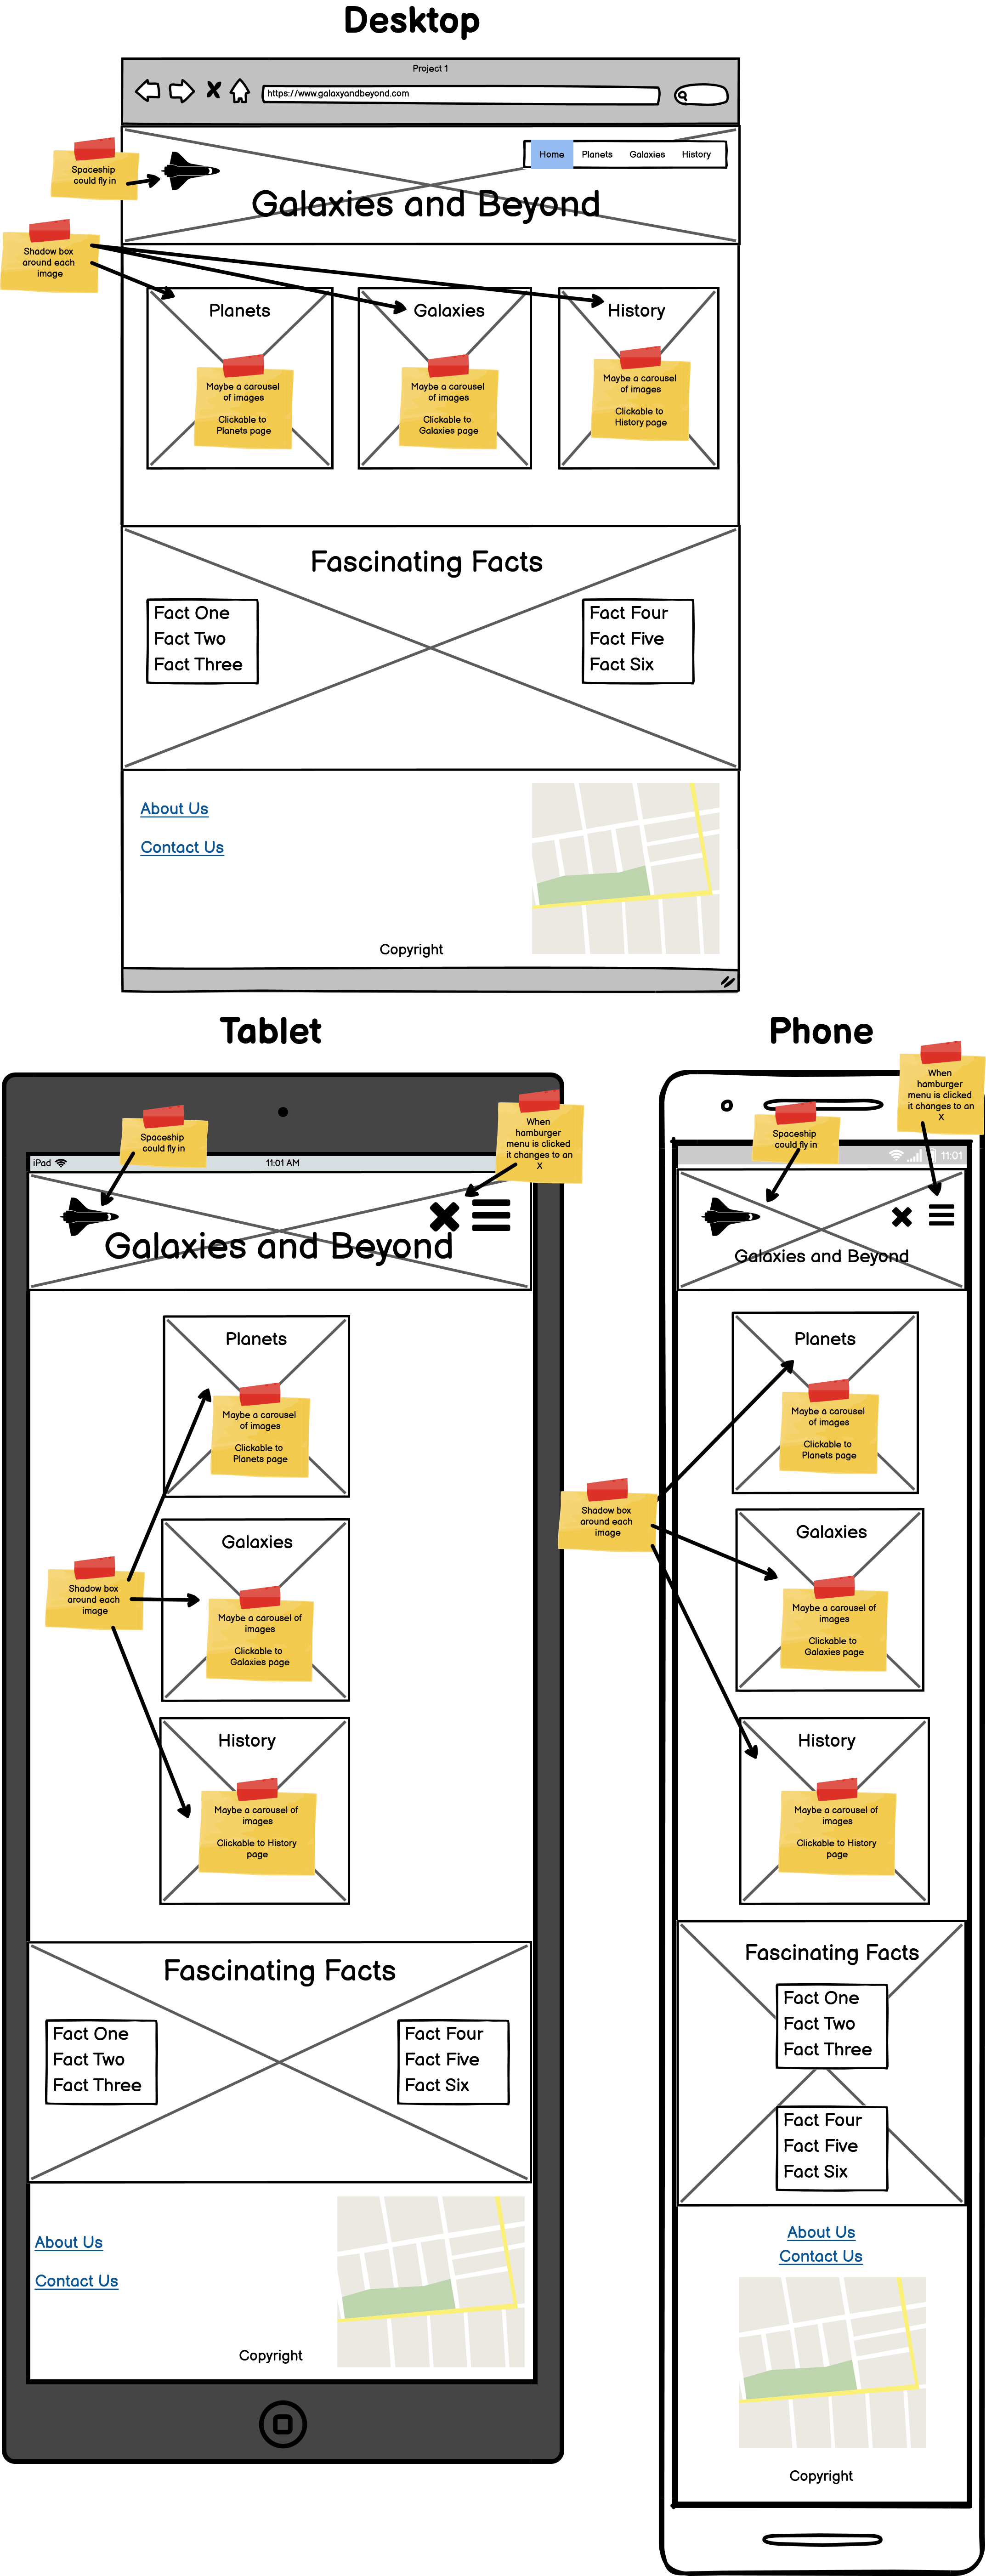 Desktop
Project 1
https://www.galaxyandbeyond.com
Home Planets Galaxies History
Spaceship
could fly in
Galaxies and Beyond
Shadow box
around each
image
Planets
Maybe a carousel
of images
Clickable to
Planets page
Galaxies
Maybe a carousel
of images
Clickable to
Galaxies page
History
Maybe a carousel
of images
Clickable to
History page
Fascinating Facts
Fact One
Fact Two
Fact Three
Fact Four
Fact Five
Fact Six
About Us
Contact Us
Copyright
Tablet
Spaceship
could fly in
When
hamburger
menu is clicked
it changes to an
X
iPad
11:01 AM
Galaxies and Beyond
Planets
Maybe a carousel
of images
Clickable to
Planets page
Galaxies
Maybe a carousel of
images
Clickable to
Galaxies page
Shadow box
around each
image
History
Maybe a carousel of
images
Clickable to History
page
Fascinating Facts
Fact One
Fact Two
Fact Three
Fact Four
Fact Five
Fact Six
About Us
Contact Us
Copyright
Phone
When
hamburger
menu is clicked
it changes to an
X
Spaceship
could fly in
11:01
Galaxies and Beyond
Planets
Maybe a carousel
of images
Clickable to
Planets page
Shadow box
around each
image
Galaxies
Maybe a carousel of
images
Clickable to
Galaxies page
History
Maybe a carousel of
images
Clickable to History
page
Fascinating Facts
Fact One
Fact Two
Fact Three
Fact Four
Fact Five
Fact Six
About Us
Contact Us
Copyright